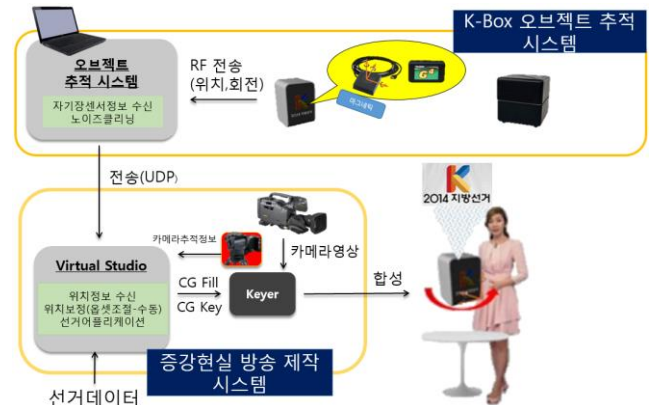 K-Box 오브젝트 추적
시스템
오브젝트
추적 시스템
자기장센서정보 수신
노이즈클리닝
RF 전송
(위치,회전)
마그네틱
전송(UDP)
카메라추적정보
카메라영상
Virtual Studio
위치정보 수신
위치보정(옵셋조절-수동)
선거어플리케이션
CG Fill
CG Key
Keyer
합성
K
2014 지방선거
증강현실 방송 제작
시스템
선거데이터